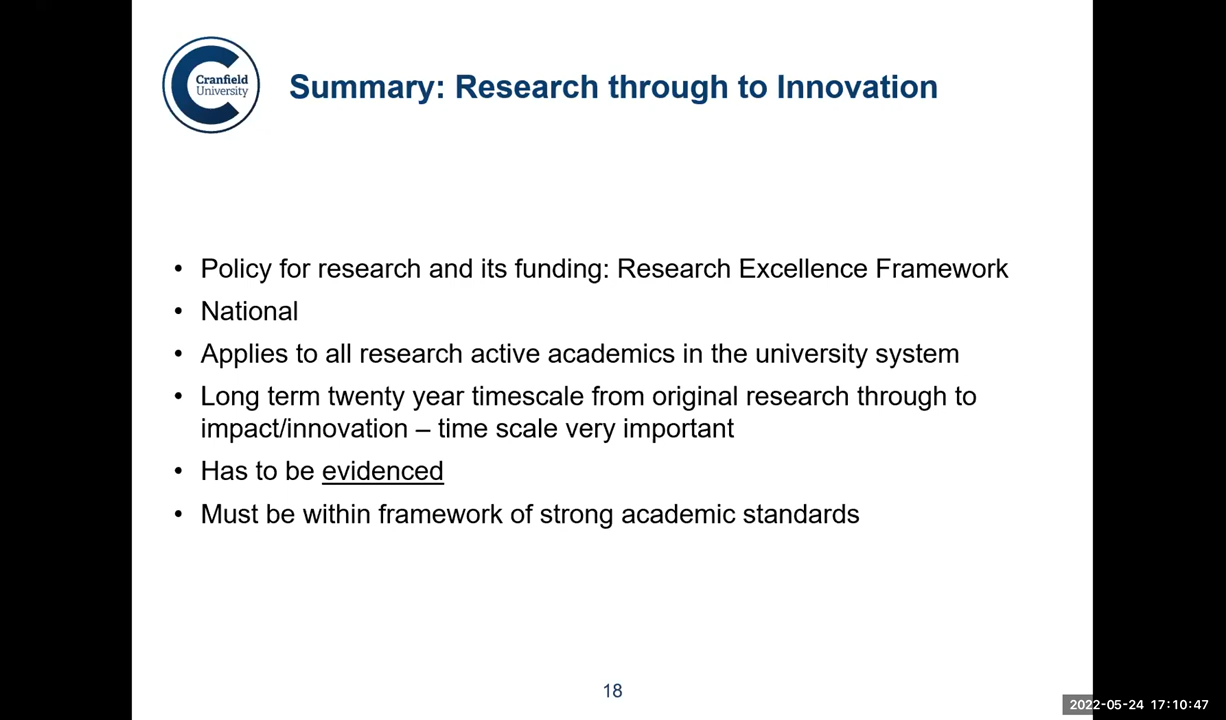 Cranfield
University
Summary: Research through to Innovation
• Policy for research and its funding: Research Excellence Framework
• National
• Applies to all research active academics in the university system
• Long term twenty year timescale from original research through to
impact/innovation – time scale very important
• Has to be evidenced
• Must be within framework of strong academic standards
18
2022-05-24 17:10:47